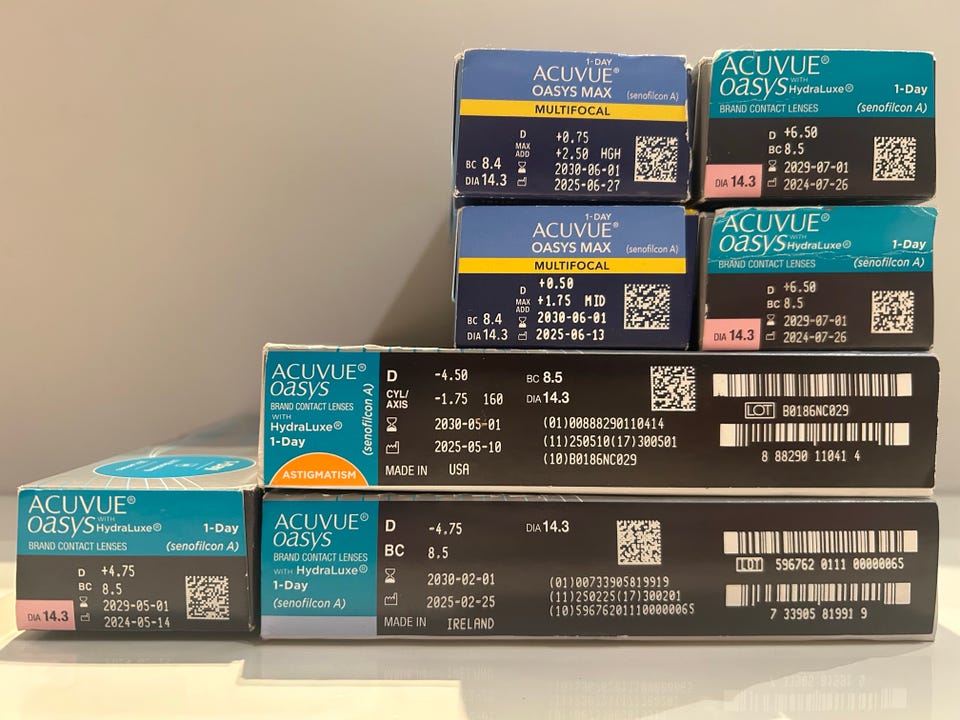 1-DAY
ACUVUE®
OASYS MAX (senofilcon A)
MULTIFOCAL
D +0.75
MAX ADD +2.50 HGH
BC 8.4 2030-06-01
DIA 14.3 2025-06-27
ACUVUE®
OASYS WITH HydraLuxe® 1-Day
BRAND CONTACT LENSES (senofilcon A)
D +6.50
BC 8.5
2029-07-01
DIA 14.3 2024-07-26
1-DAY
ACUVUE®
OASYS MAX (senofilcon A)
MULTIFOCAL
D +0.50
MAX ADD +1.75 MID
BC 8.4 2030-06-01
DIA 14.3 2025-06-13
ACUVUE®
OASYS WITH HydraLuxe® 1-Day
BRAND CONTACT LENSES (senofilcon A)
D +6.50
BC 8.5
2029-07-01
DIA 14.3 2024-07-26
ACUVUE®
OASYS
BRAND CONTACT LENSES
WITH
HydraLuxe®
1-Day
(senofilcon A)
ASTIGMATISM
D -4.50 BC 8.5
CYL/AXIS -1.75 160 DIA 14.3
2030-05-01
2025-05-10
MADE IN USA
(01)00888290110414
(11)250510(17)300501
(10)B0186NC029
LOT B0186NC029
8 88290 11041 4
ACUVUE®
OASYS WITH HydraLuxe® 1-Day
BRAND CONTACT LENSES (senofilcon A)
D +4.75
BC 8.5
2029-05-01
DIA 14.3 2024-05-14
ACUVUE®
OASYS
BRAND CONTACT LENSES
WITH HydraLuxe®
1-Day
(senofilcon A)
D -4.75 DIA 14.3
BC 8.5
2030-02-01
2025-02-25
MADE IN IRELAND
(01)00733905819919
(11)250225(17)300201
(10)596762011100000065
LOT 596762 0111 00000065
7 33905 81991 9